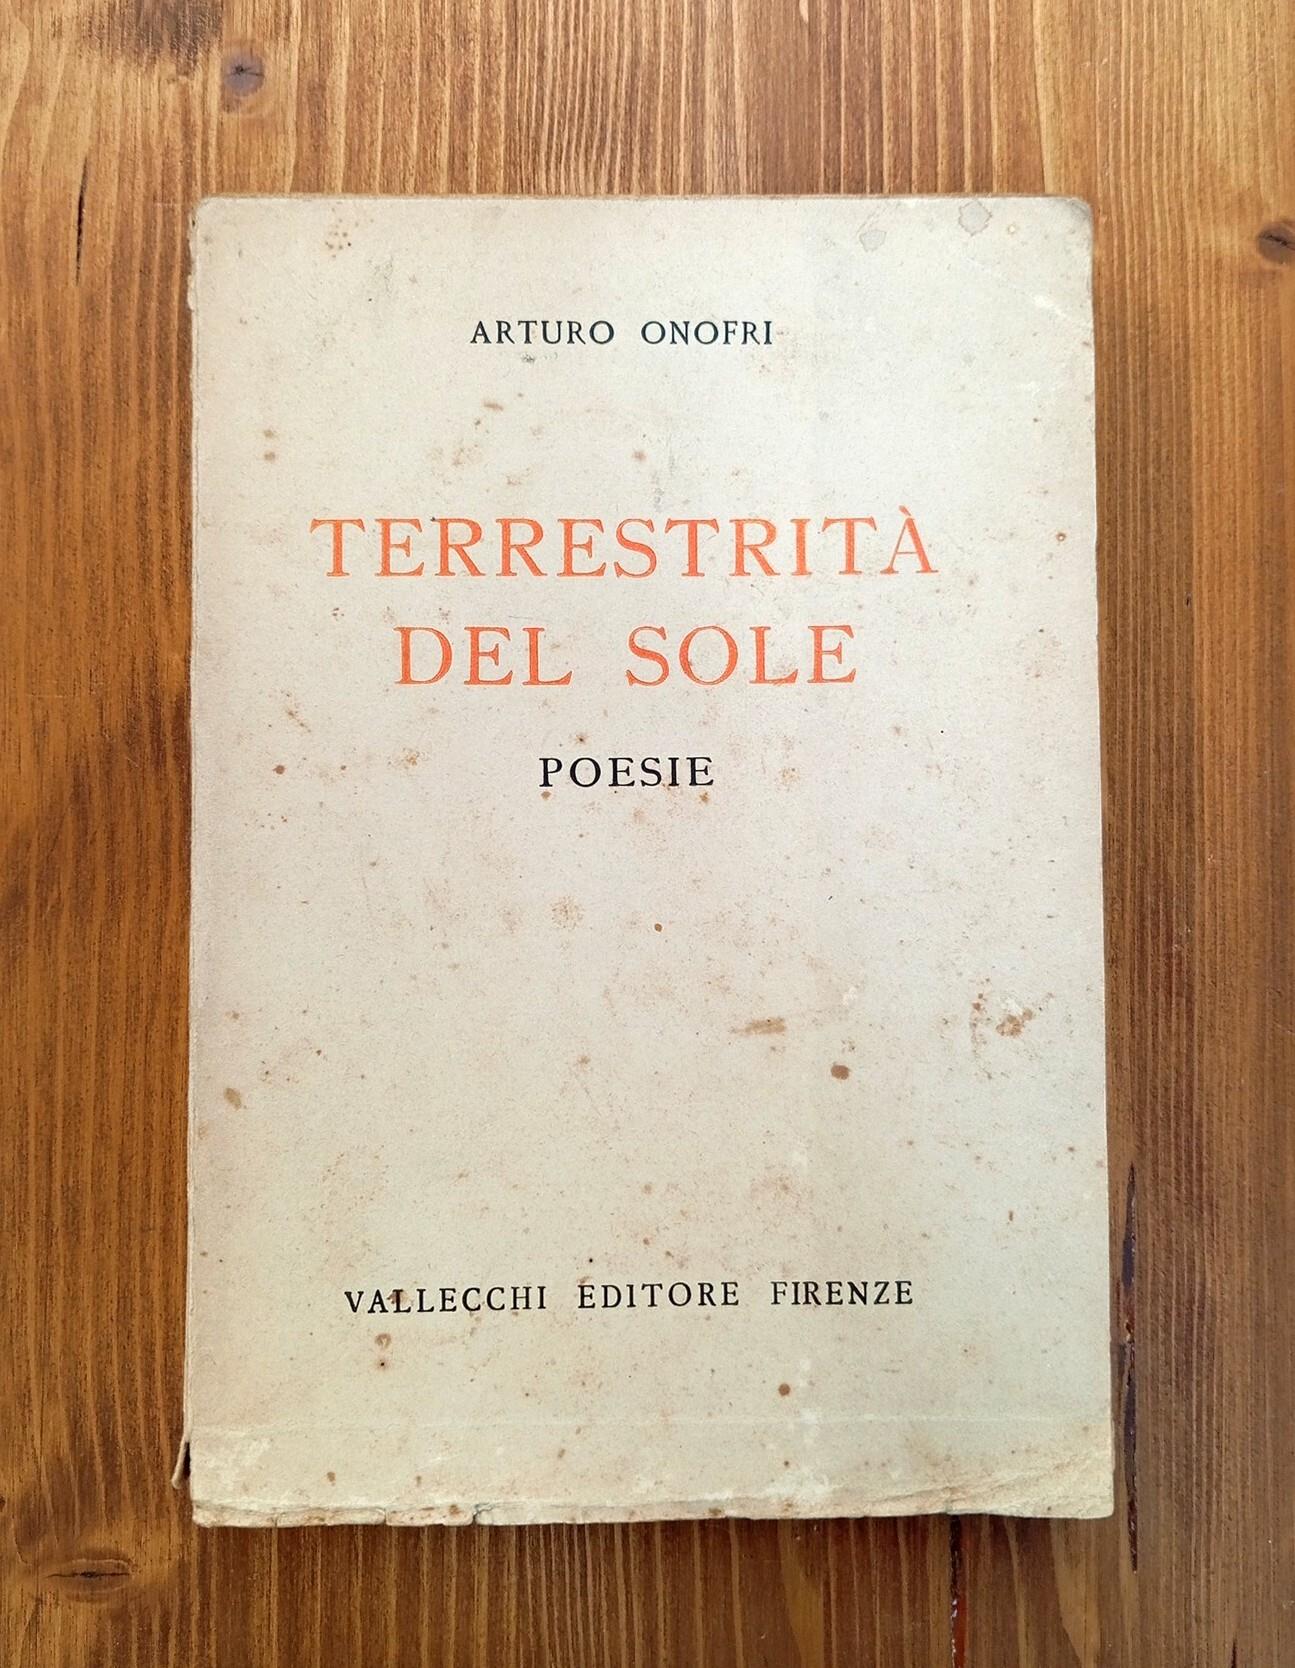 ARTURO ONOFRI
TERRESTRITÀ
DEL SOLE
POESIE
VALLECCHI EDITORE FIRENZE